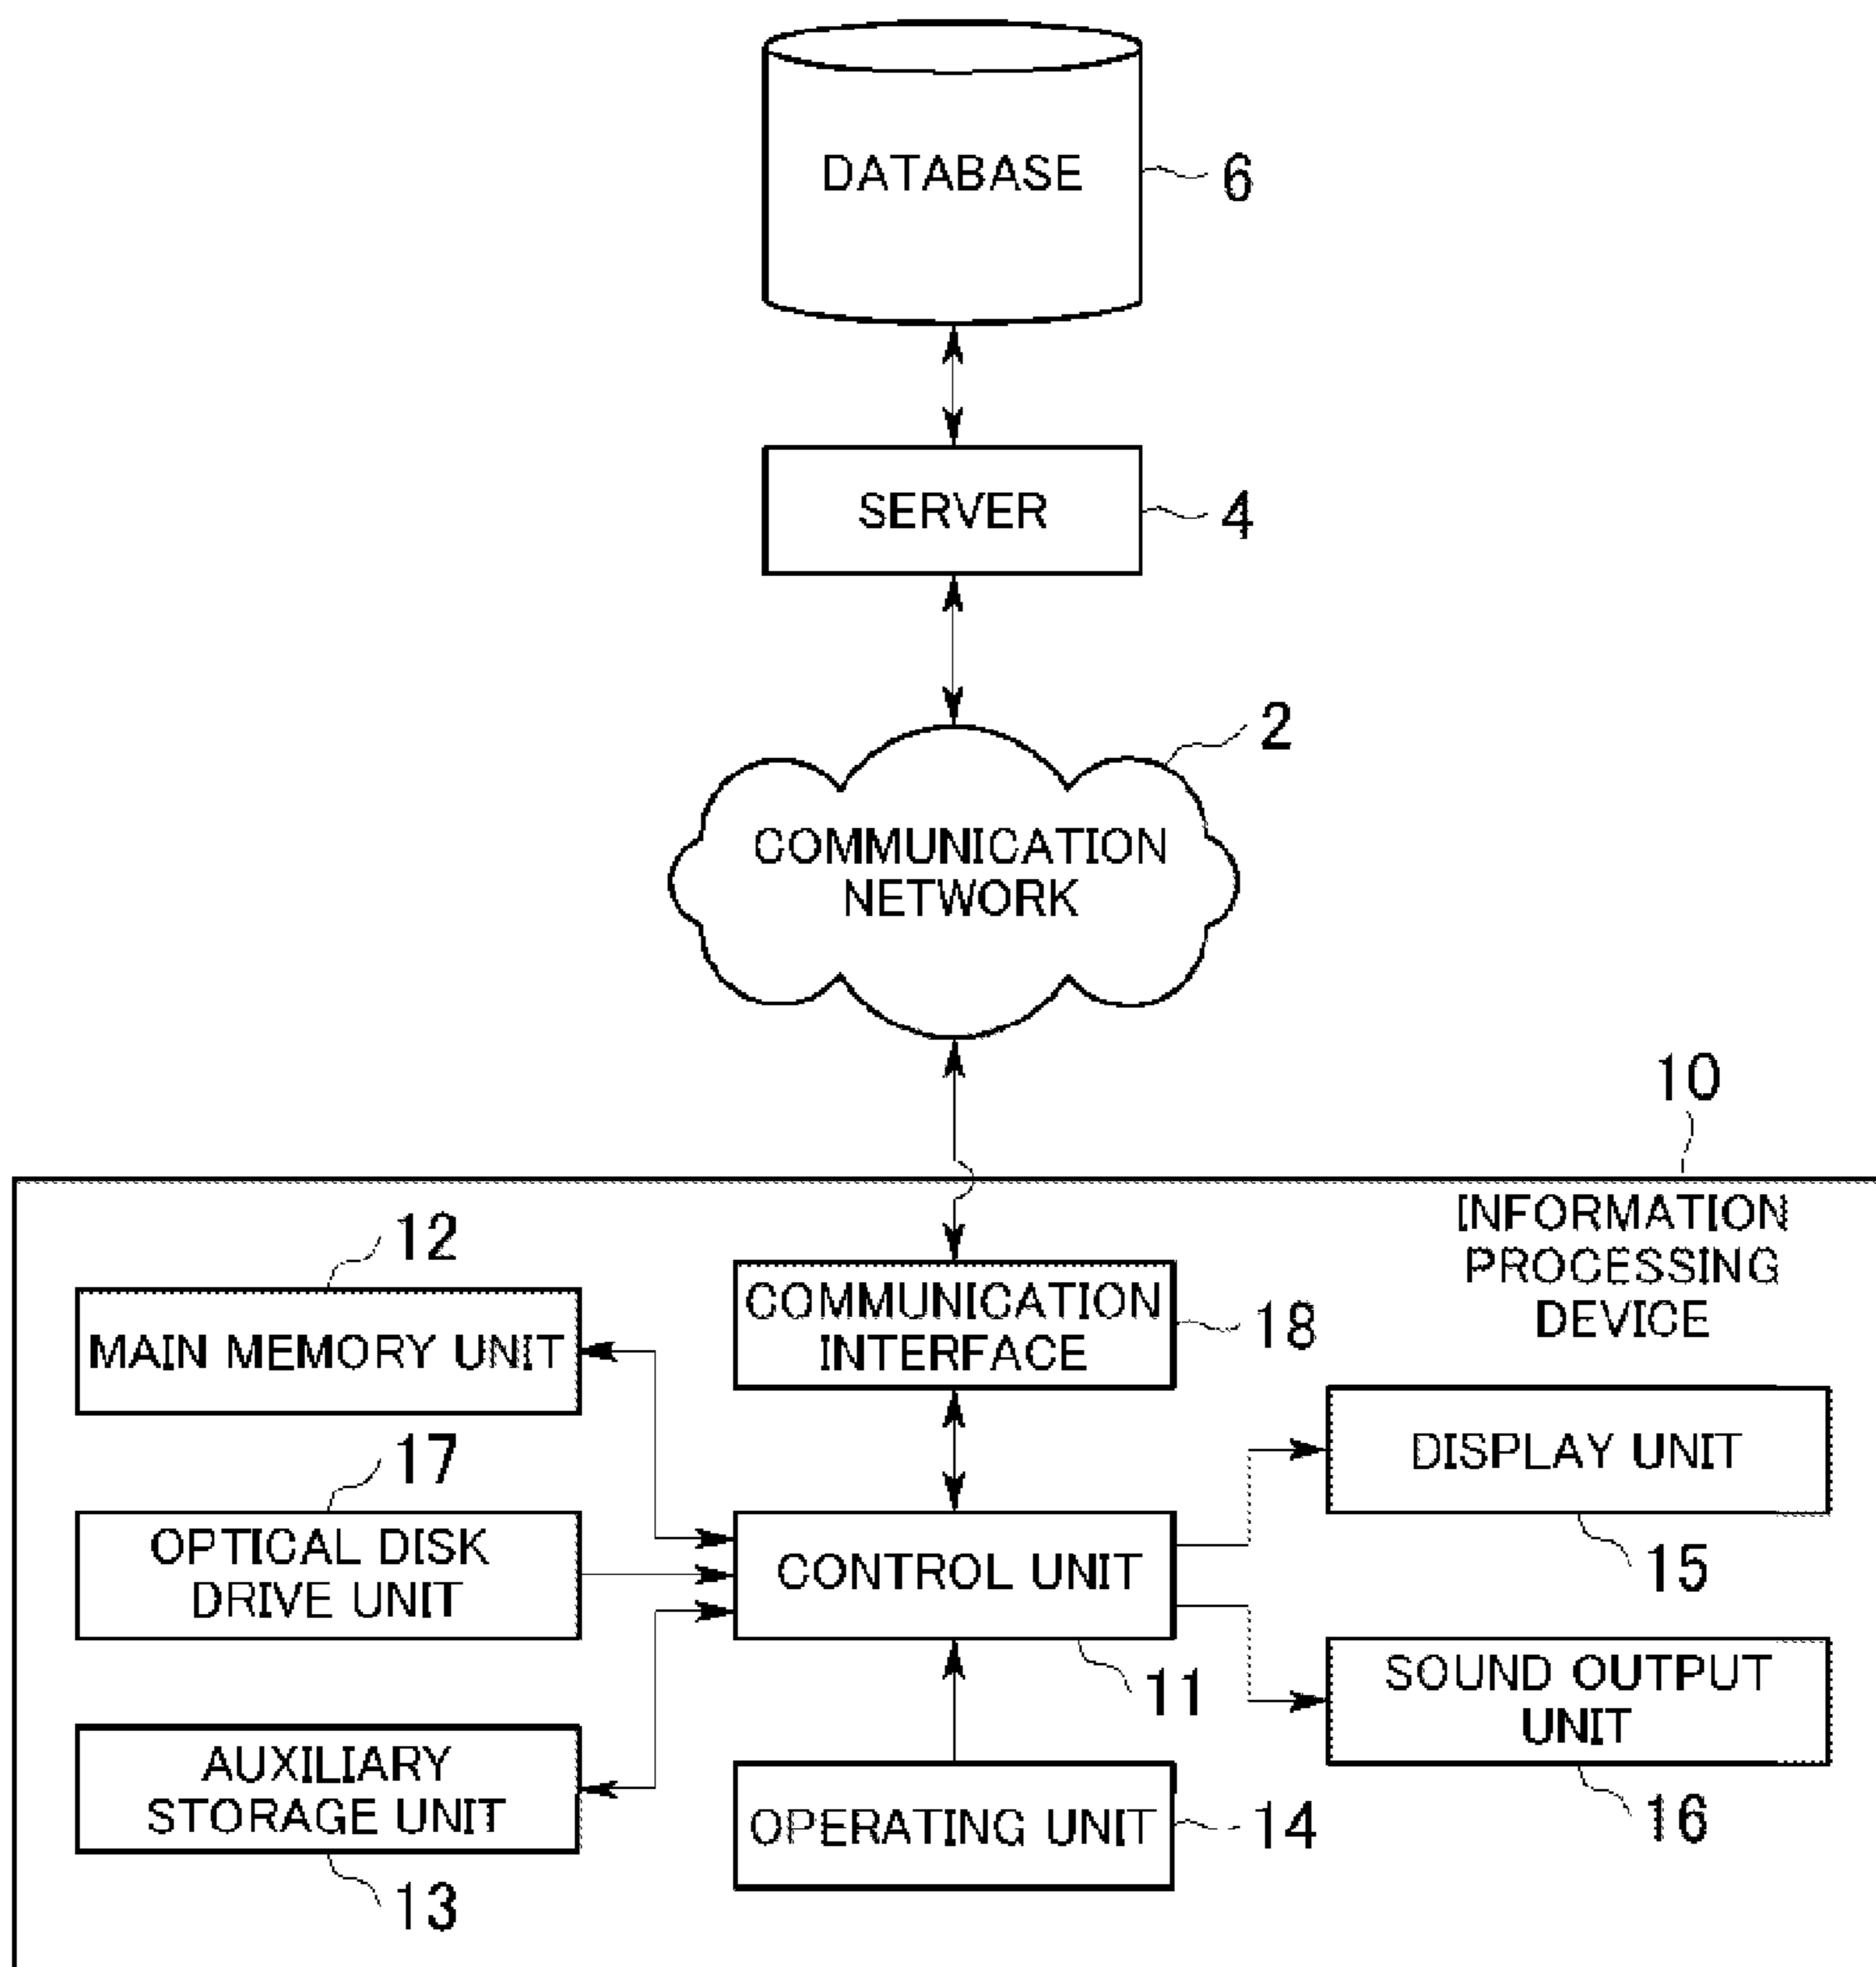 DATABASE
6
SERVER
4
2
COMMUNICATION
NETWORK
10
INFORMATION
PROCESSING
DEVICE
12
MAIN MEMORY UNIT
COMMUNICATION
INTERFACE
18
17
OPTICAL DISK
DRIVE UNIT
CONTROL UNIT
11
DISPLAY UNIT
15
SOUND OUTPUT
UNIT
16
AUXILIARY
STORAGE UNIT
13
OPERATING UNIT
14